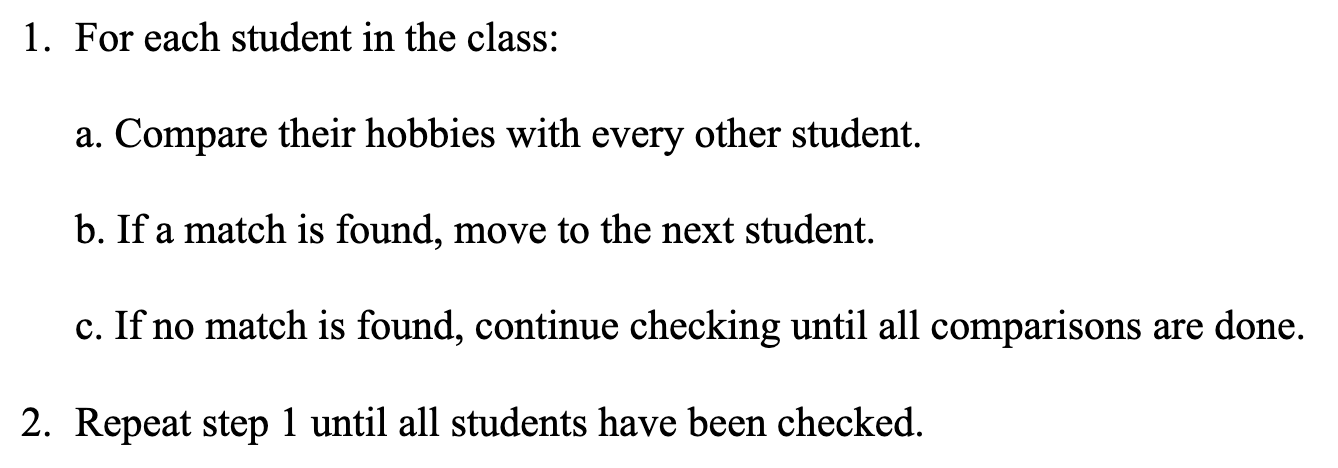 1. For each student in the class:
a. Compare their hobbies with every other student.
b. If a match is found, move to the next student.
c. If no match is found, continue checking until all comparisons are done.
2. Repeat step 1 until all students have been checked.